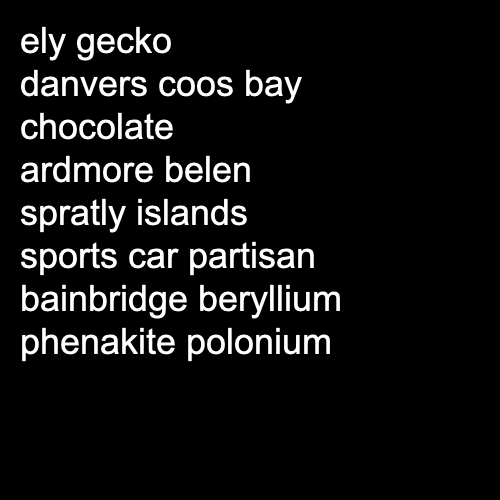 ely gecko
danvers coos bay
chocolate
ardmore belen
spratly islands
sports car partisan
bainbridge beryllium
phenakite polonium